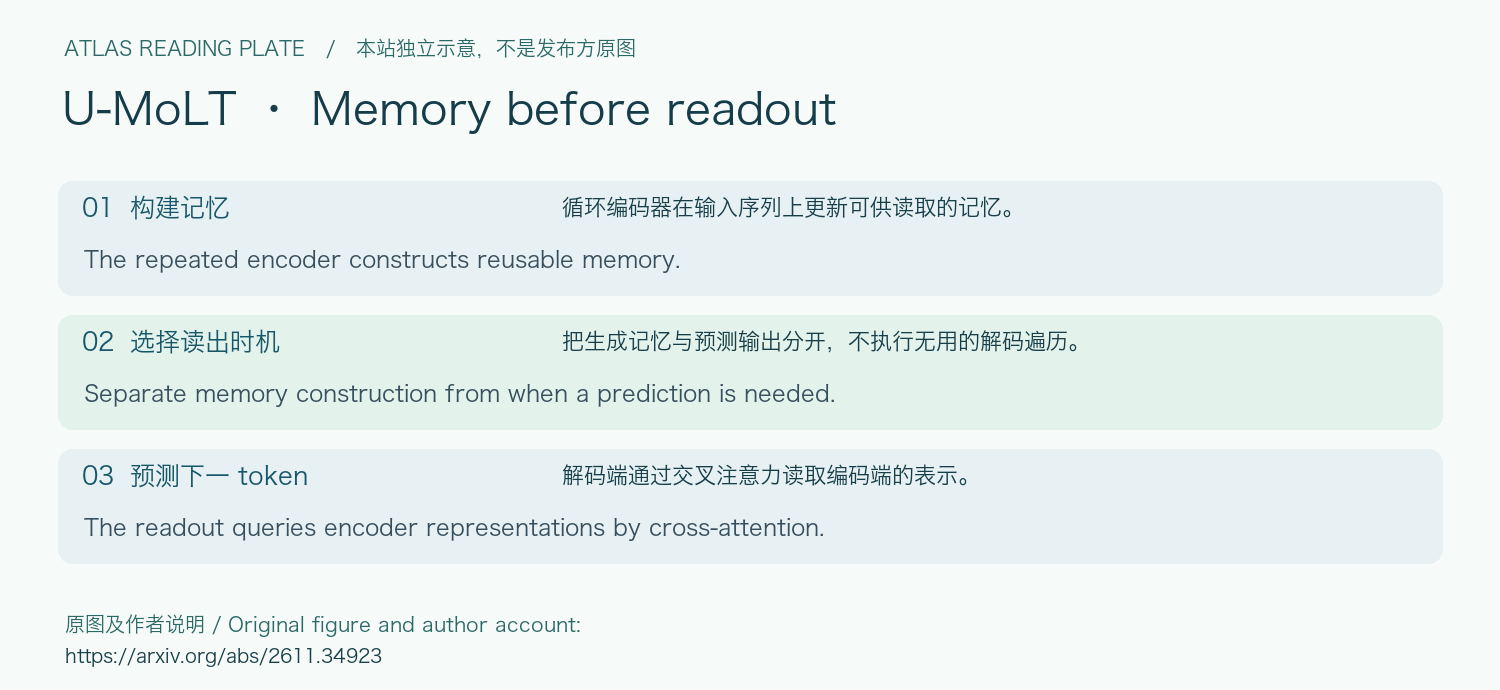 ATLAS READING PLATE / 本站独立示意，不是发布方原图
U-MoLT · Memory before readout
01 构建记忆 循环编码器在输入序列上更新可供读取的记忆。
The repeated encoder constructs reusable memory.
02 选择读出时机 把生成记忆与预测输出分开，不执行无用的解码遍历。
Separate memory construction from when a prediction is needed.
03 预测下一 token 解码端通过交叉注意力读取编码端的表示。
The readout queries encoder representations by cross-attention.
原图及作者说明 / Original figure and author account:
https://arxiv.org/abs/2611.34923